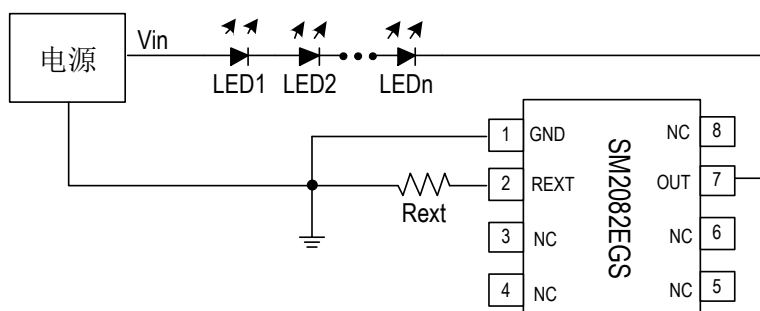 电源
Vin
LED1
LED2
LEDn
1
GND
2
REXT
3
NC
4
NC
SM2082EGS
NC
8
OUT
7
NC
6
NC
5
Rext